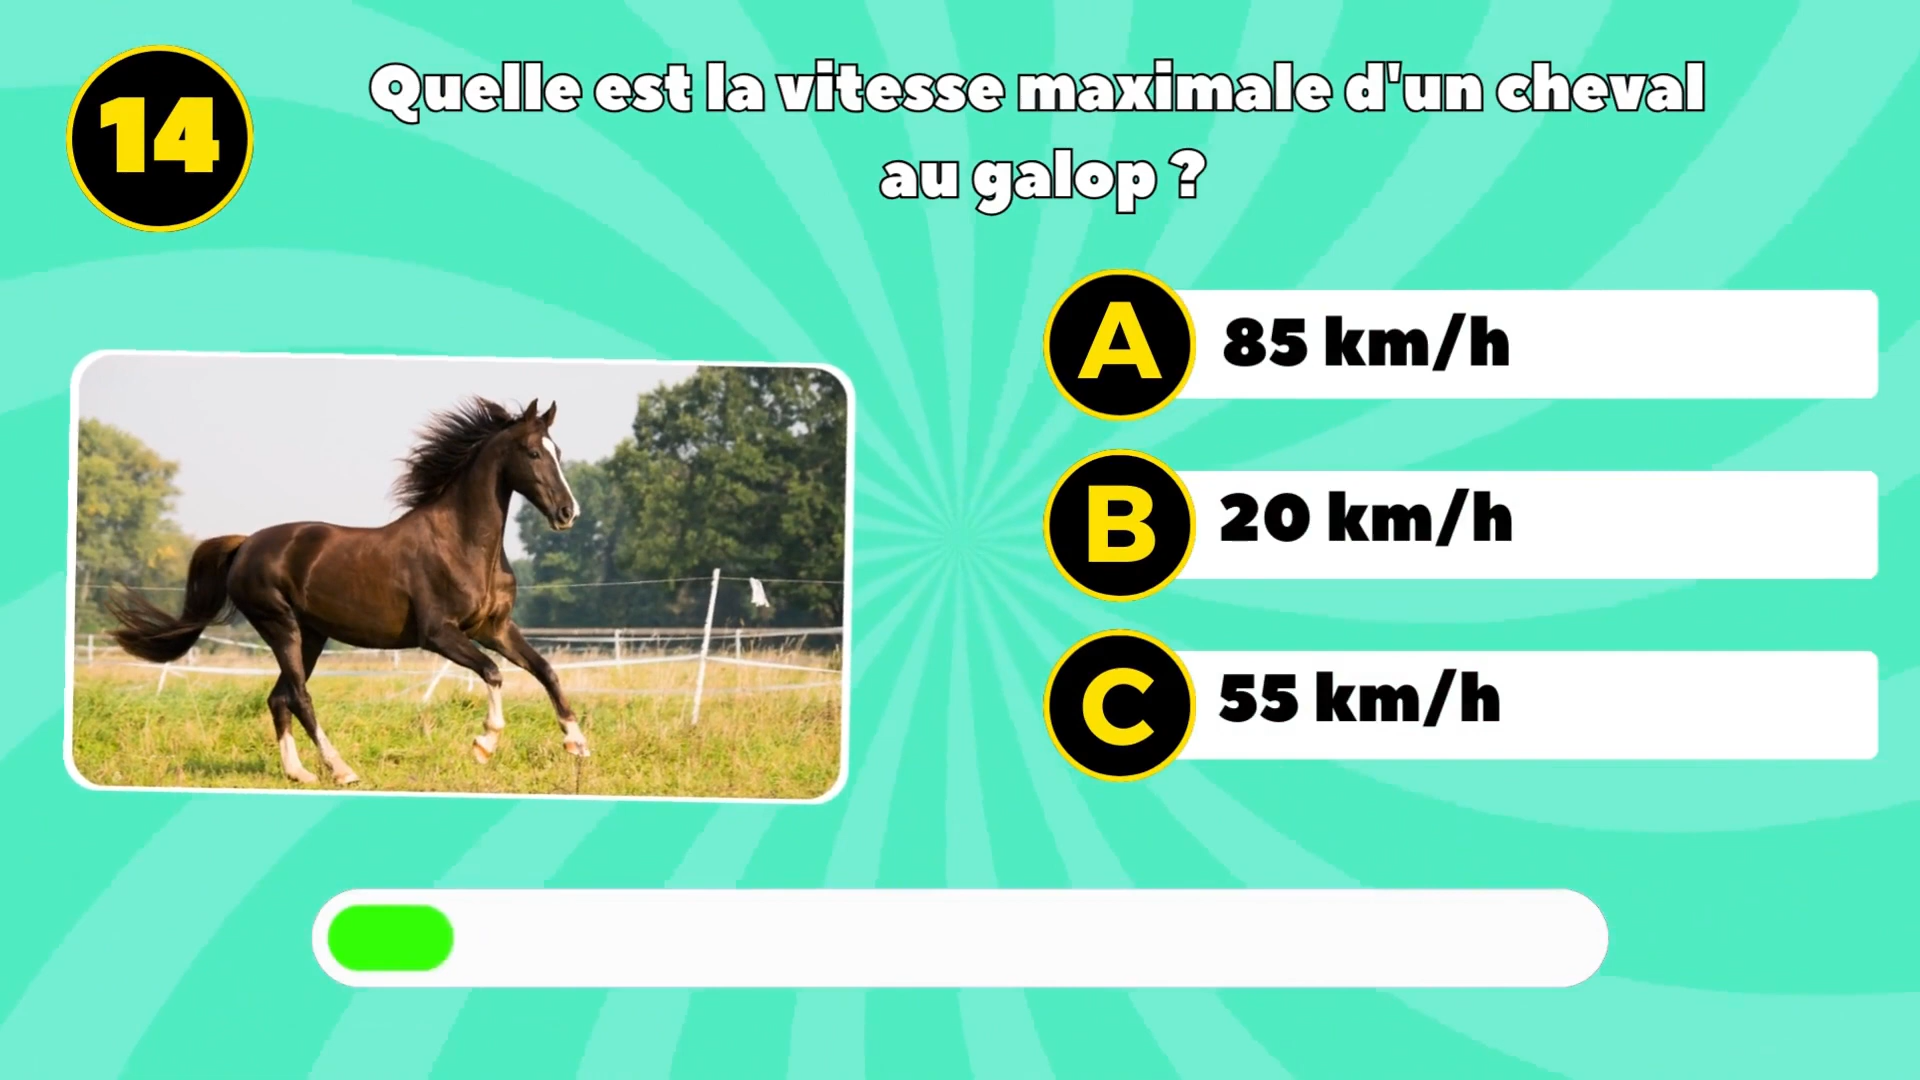 14
Quelle est la vitesse maximale d'un cheval
au galop ?
A 85 km/h
B 20 km/h
C 55 km/h